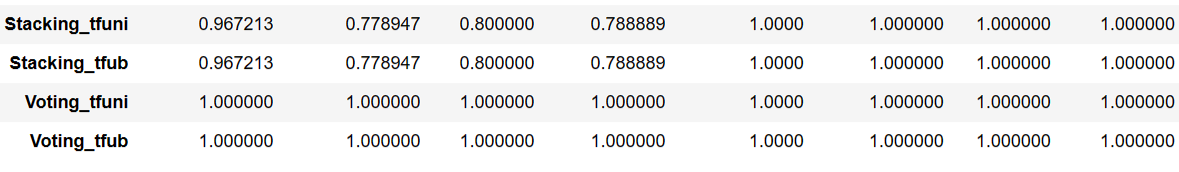 Stacking_tfuni 0.967213 0.778947 0.800000 0.788889 1.0000 1.000000 1.000000 1.000000
Stacking_tfub 0.967213 0.778947 0.800000 0.788889 1.0000 1.000000 1.000000 1.000000
Voting_tfuni 1.000000 1.000000 1.000000 1.000000 1.0000 1.000000 1.000000 1.000000
Voting_tfub 1.000000 1.000000 1.000000 1.000000 1.0000 1.000000 1.000000 1.000000